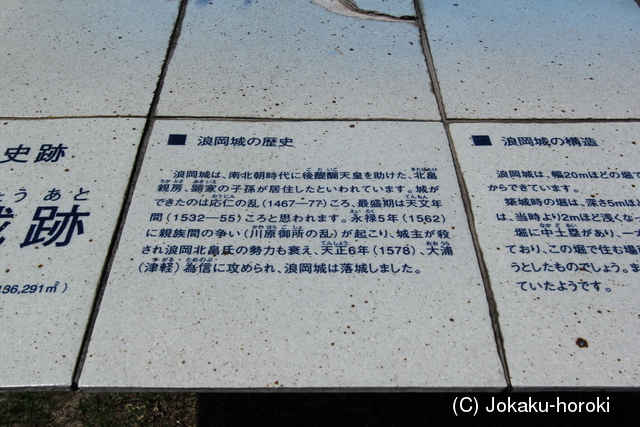 史跡
ょう あと
跡
36,291㎡)
■ 浪岡城の歴史
浪岡城は、南北朝時代に後醍醐天皇を助けた、北畠
親房、顕家の子孫が居住したといわれています。城が
できたのは応仁の乱(1467―77)ころ、最盛期は天文年
間(1532―55)ころと思われます。永禄5年(1562)
に親族間の争い(川原御所の乱)が起こり、城主が殺
され浪岡北畠氏の勢力も衰え、天正6年(1578)、大浦
(津軽)為信に攻められ、浪岡城は落城しました。
■ 浪岡城の構造
浪岡城は、幅20mほどの堀で
からできています。
築城時の堀は、深さ5mほ
は、当時より2mほど浅くな
堀に中土塁があり、一
ており、この堀で住む場
うとしたものでしょう。ま
ていたようです。
(C) Jokaku-horoki